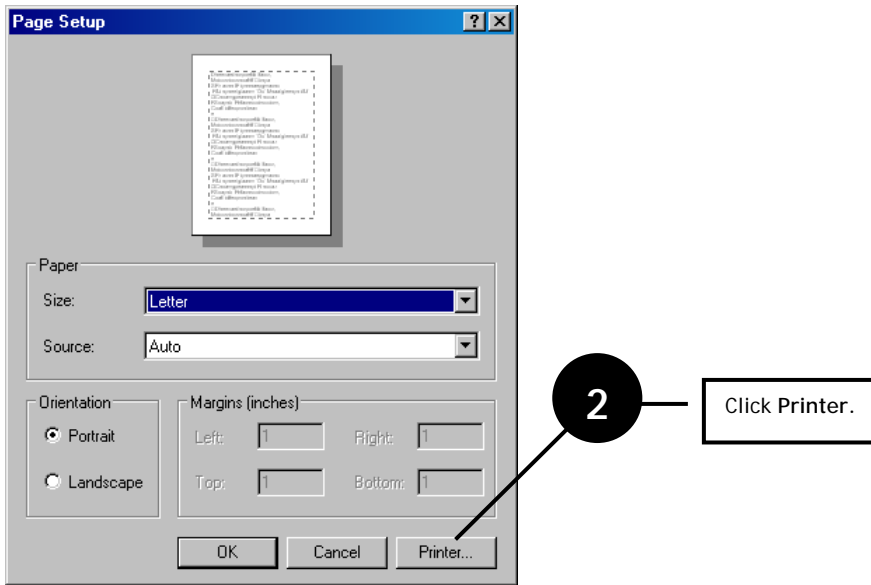 Page Setup
Paper
Size: Letter
Source: Auto
Orientation
Portrait
Landscape
Margins (inches)
Left: 1 Right: 1
Top: 1 Bottom: 1
OK Cancel Printer...
2
Click Printer.